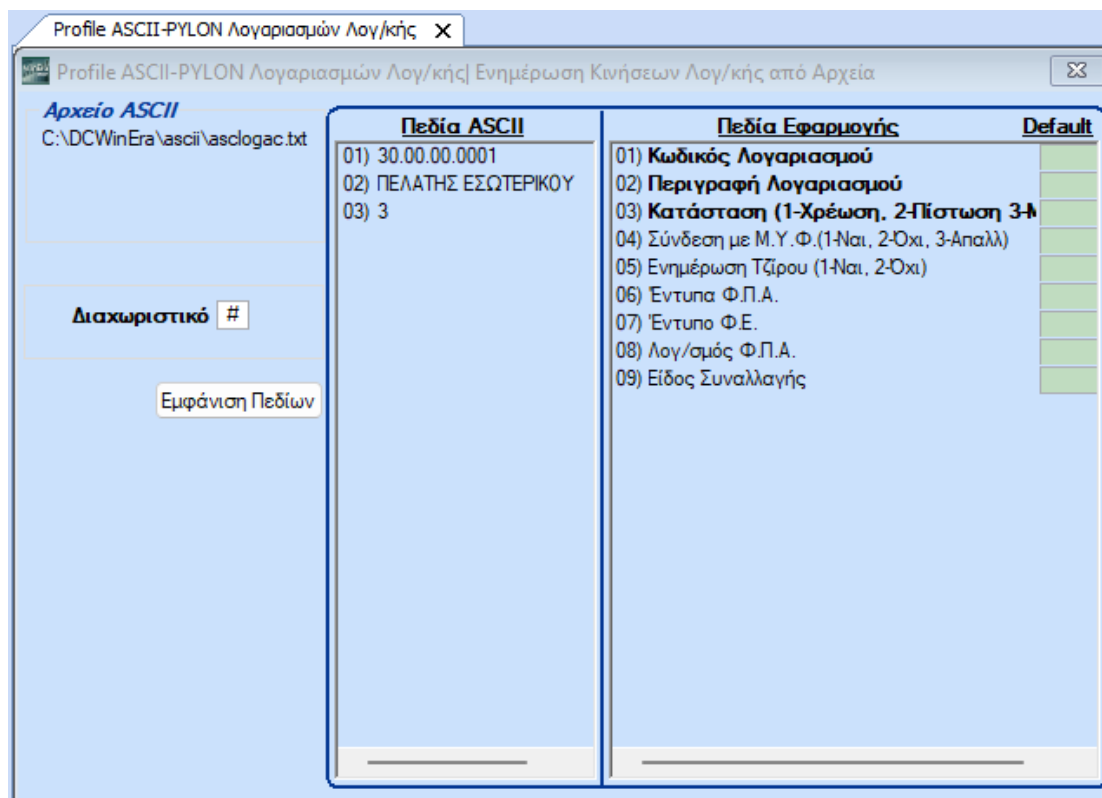 Profile ASCII-PYLON Λογαριασμών Λογ/κής X
Profile ASCII-PYLON Λογαριασμών Λογ/κής| Ενημέρωση Κινήσεων Λογ/κής από Αρχεία
Αρχείο ASCII
C:\DCWinEra\ascii\asclogac.txt
Διαχωριστικό #
Εμφάνιση Πεδίων
Πεδία ASCII
01) 30.00.00.0001
02) ΠΕΛΑΤΗΣ ΕΣΩΤΕΡΙΚΟΥ
03) 3
Πεδία Εφαρμογής Default
01) Κωδικός Λογαριασμού
02) Περιγραφή Λογαριασμού
03) Κατάσταση (1-Χρέωση, 2-Πίστωση 3-Μ
04) Σύνδεση με Μ.Υ.Φ.(1-Ναι, 2-Όχι, 3-Απαλλ)
05) Ενημέρωση Τζίρου (1-Ναι, 2-Όχι)
06) Έντυπα Φ.Π.Α.
07) Έντυπο Φ.Ε.
08) Λογ/σμός Φ.Π.Α.
09) Είδος Συναλλαγής